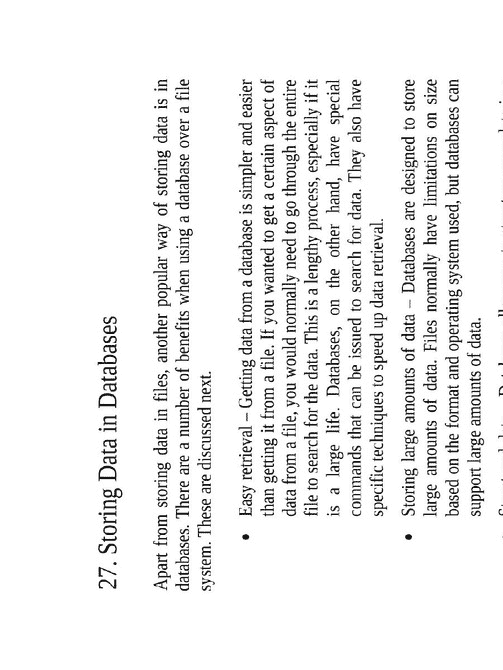 27. Storing Data in Databases
Apart from storing data in files, another popular way of storing data is in
databases. There are a number of benefits when using a database over a file
system. These are discussed next.
• Easy retrieval – Getting data from a database is simpler and easier
than getting it from a file. If you wanted to get a certain aspect of
data from a file, you would normally need to go through the entire
file to search for the data. This is a lengthy process, especially if it
is a large life. Databases, on the other hand, have special
commands that can be issued to search for data. They also have
specific techniques to speed up data retrieval.
• Storing large amounts of data – Databases are designed to store
large amounts of data. Files normally have limitations on size
based on the format and operating system used, but databases can
support large amounts of data.